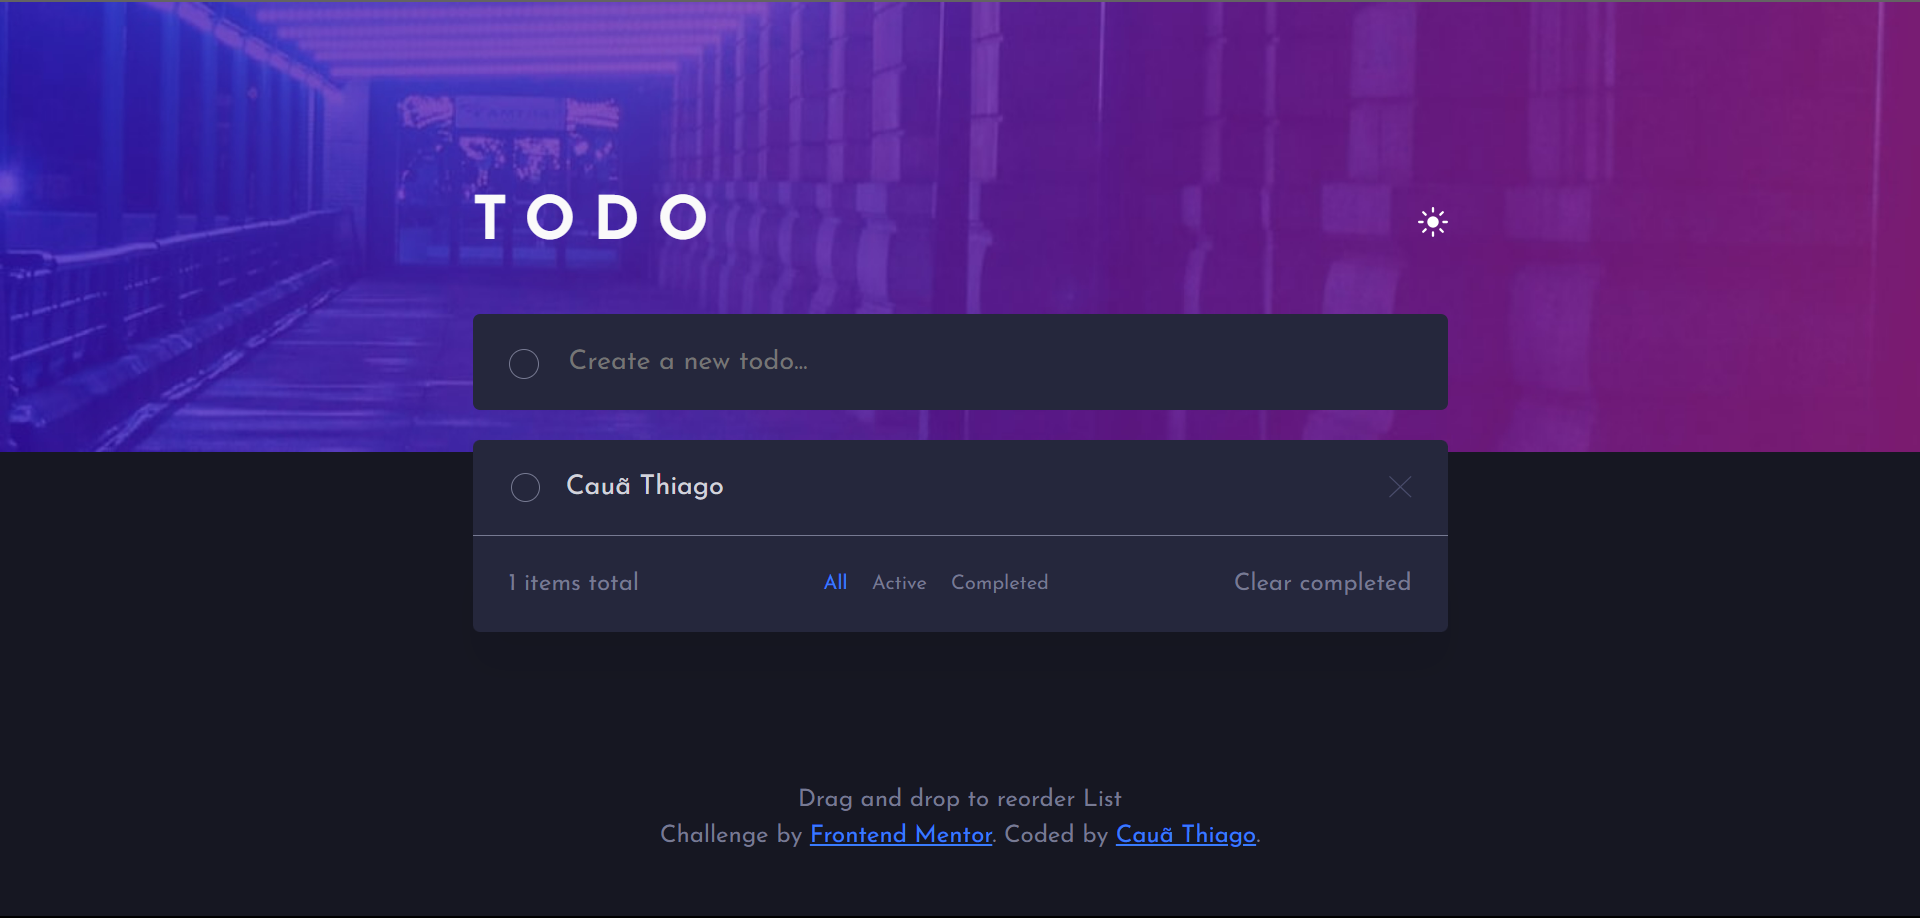 TODO
Create a new todo...
Cauã Thiago
1 items total
All Active Completed
Clear completed
Drag and drop to reorder List
Challenge by Frontend Mentor. Coded by Cauã Thiago.